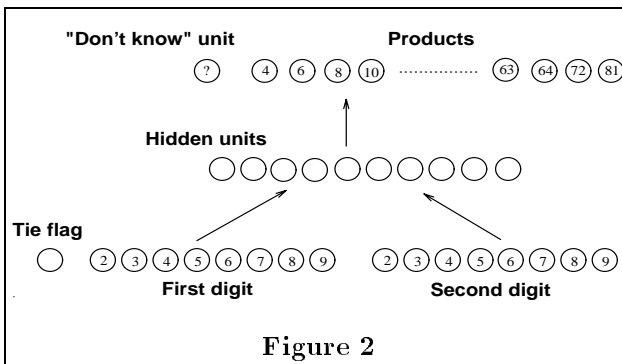 "Don't know" unit Products
? 4 6 8 10 .................. 63 64 72 81
Hidden units
Tie flag
2 3 4 5 6 7 8 9 2 3 4 5 6 7 8 9
First digit Second digit
Figure 2